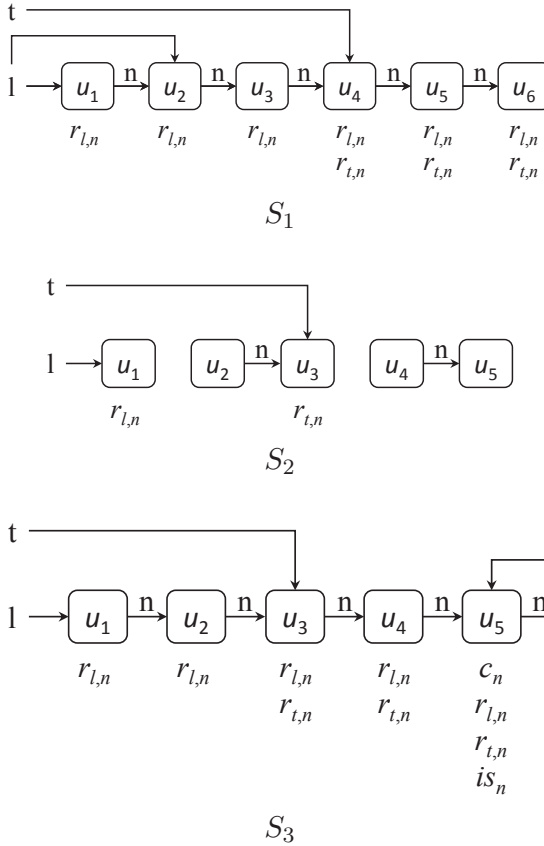 t
l u₁ n u₂ n u₃ n u₄ n u₅ n u₆
r_{l,n} r_{l,n} r_{l,n} r_{l,n} r_{l,n} r_{l,n}
r_{t,n} r_{t,n} r_{t,n}
S₁
t
l u₁ u₂ n u₃ u₄ n u₅
r_{l,n} r_{t,n}
S₂
t
l u₁ n u₂ n u₃ n u₄ n u₅ n
r_{l,n} r_{l,n} r_{l,n} r_{l,n} c_n
r_{t,n} r_{t,n} r_{l,n}
r_{t,n}
is_n
S₃